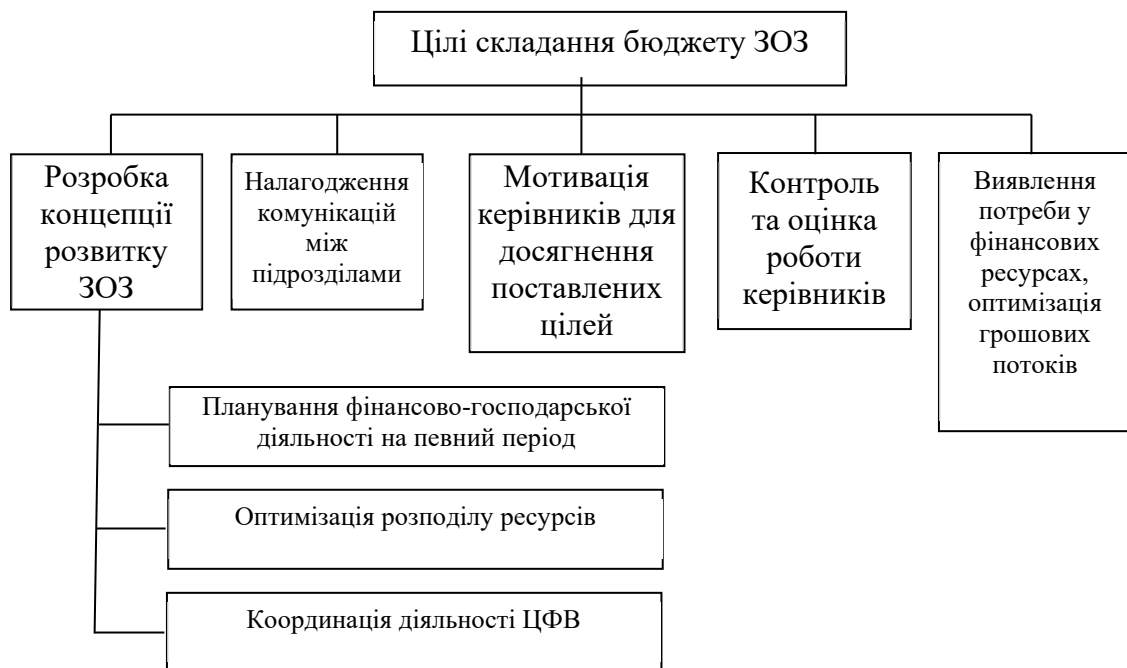 Цілі складання бюджету ЗОЗ
Розробка
концепції
розвитку
ЗОЗ
Налагодження
комунікацій
між
підрозділами
Мотивація
керівників для
досягнення
поставлених
цілей
Контроль
та оцінка
роботи
керівників
Виявлення
потреби у
фінансових
ресурсах,
оптимізація
грошових
потоків
Планування фінансово-господарської
діяльності на певний період
Оптимізація розподілу ресурсів
Координація діяльності ЦФВ